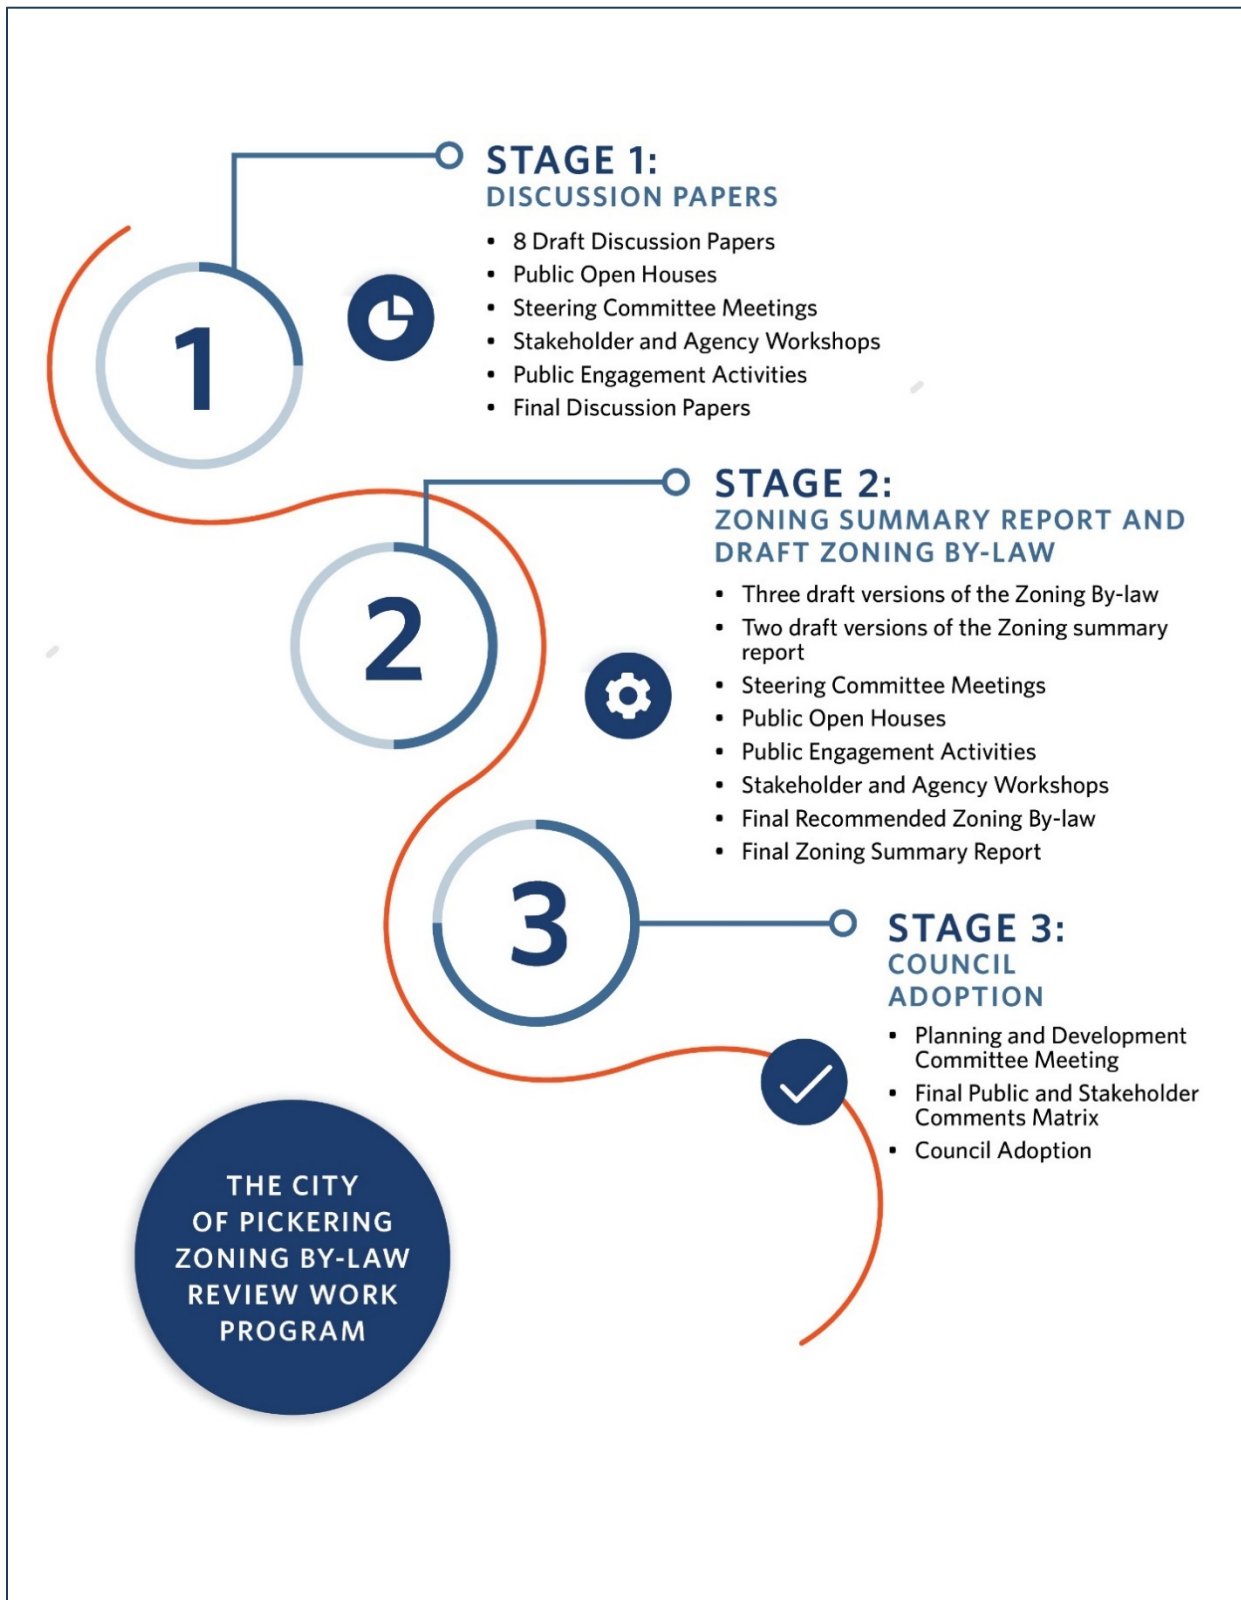 1
STAGE 1:
DISCUSSION PAPERS
• 8 Draft Discussion Papers
• Public Open Houses
• Steering Committee Meetings
• Stakeholder and Agency Workshops
• Public Engagement Activities
• Final Discussion Papers
2
STAGE 2:
ZONING SUMMARY REPORT AND
DRAFT ZONING BY-LAW
• Three draft versions of the Zoning By-law
• Two draft versions of the Zoning summary
report
• Steering Committee Meetings
• Public Open Houses
• Public Engagement Activities
• Stakeholder and Agency Workshops
• Final Recommended Zoning By-law
• Final Zoning Summary Report
3
STAGE 3:
COUNCIL
ADOPTION
• Planning and Development
Committee Meeting
• Final Public and Stakeholder
Comments Matrix
• Council Adoption
THE CITY
OF PICKERING
ZONING BY-LAW
REVIEW WORK
PROGRAM